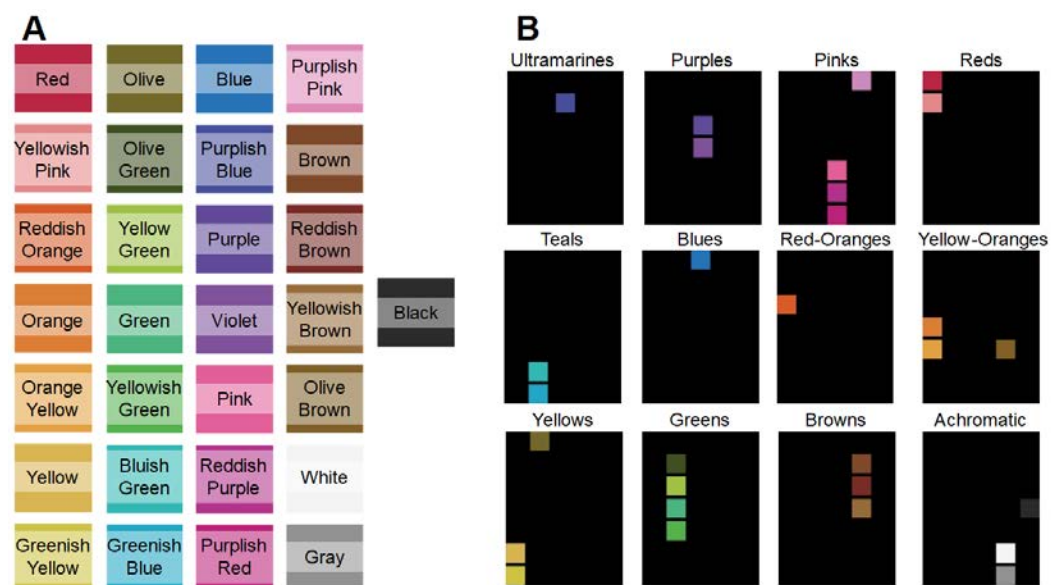 A
B
Red
Olive
Blue
Purplish
Pink
Yellowish
Pink
Olive
Green
Purplish
Blue
Brown
Reddish
Orange
Yellow
Green
Purple
Reddish
Brown
Orange
Green
Violet
Yellowish
Brown
Black
Orange
Yellow
Yellowish
Green
Pink
Olive
Brown
Yellow
Bluish
Green
Reddish
Purple
White
Greenish
Yellow
Greenish
Blue
Purplish
Red
Gray
Ultramarines
Purples
Pinks
Reds
Teals
Blues
Red-Oranges
Yellow-Oranges
Yellows
Greens
Browns
Achromatic